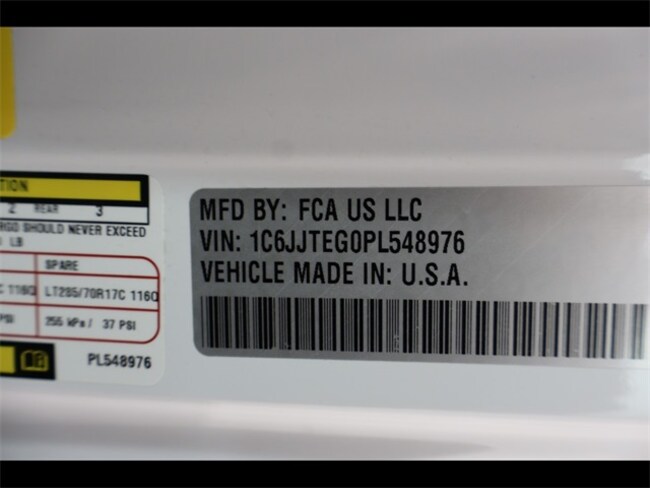 TION
2 REAR 3
RGO SHOULD NEVER EXCEED
LB
SPARE
C 116Q LT285/70R17C 116Q
PSI 255 kPa / 37 PSI
PL548976
MFD BY: FCA US LLC
VIN: 1C6JJTEG0PL548976
VEHICLE MADE IN: U.S.A.